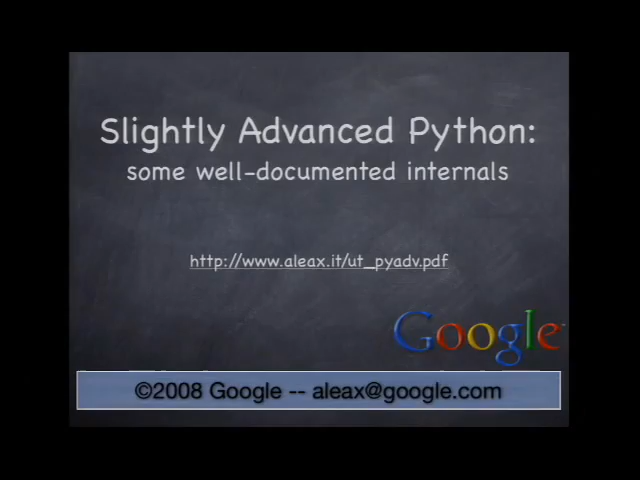 Slightly Advanced Python:
some well-documented internals
http://www.aleax.it/ut_pyadv.pdf
Google
©2008 Google -- aleax@google.com